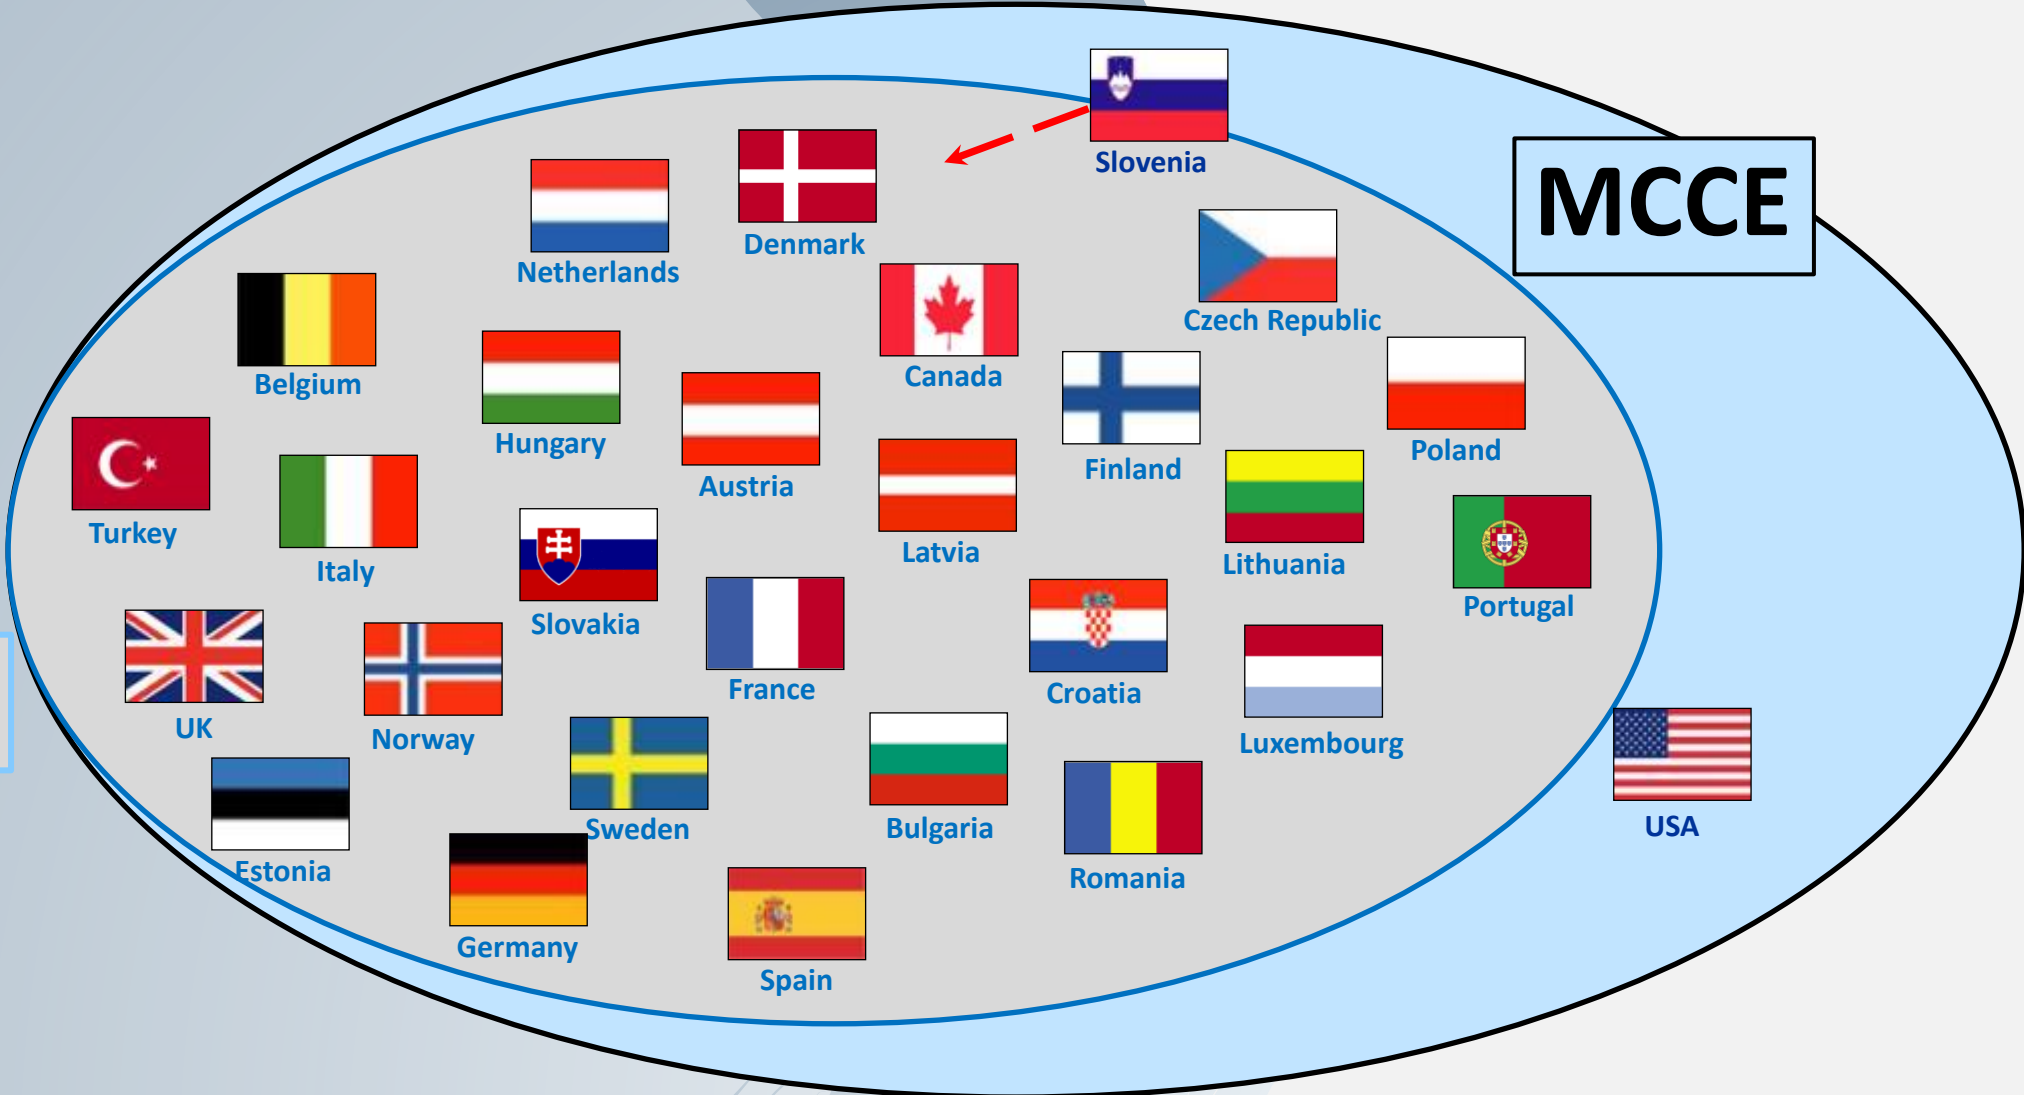 Slovenia
MCCE
Denmark
Netherlands
Czech Republic
Belgium
Canada
Hungary
Poland
Finland
Austria
Turkey
Latvia
Lithuania
Italy
Portugal
Slovakia
France
Croatia
UK
Norway
Luxembourg
Sweden
Bulgaria
USA
Estonia
Romania
Germany
Spain